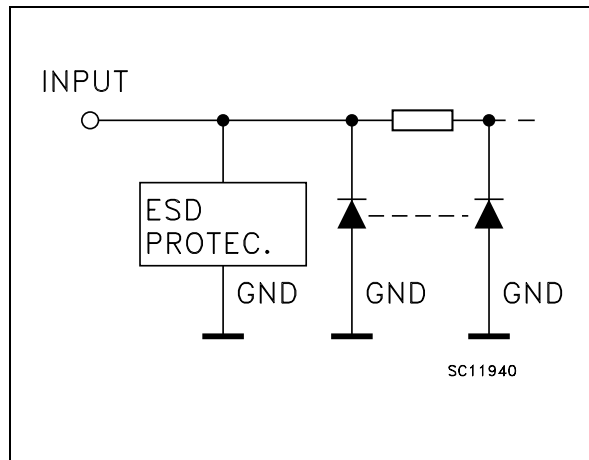 INPUT
ESD
PROTEC.
GND
GND
GND
SC11940